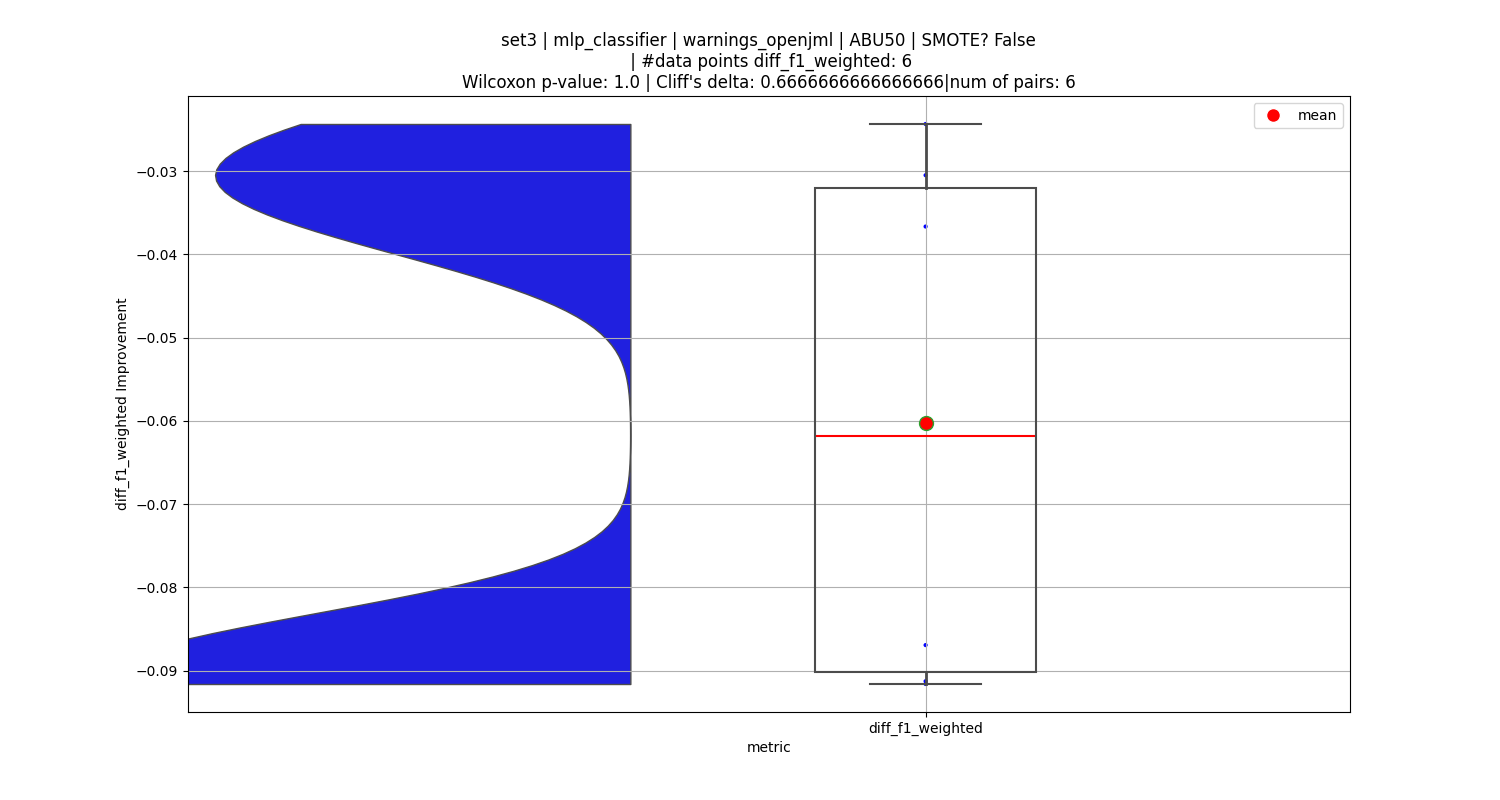 set3 | mlp_classifier | warnings_openjml | ABU50 | SMOTE? False
| #data points diff_f1_weighted: 6
Wilcoxon p-value: 1.0 | Cliff's delta: 0.6666666666666666|num of pairs: 6
mean
−0.03
−0.04
−0.05
−0.06
−0.07
−0.08
−0.09
diff_f1_weighted Improvement
diff_f1_weighted
metric